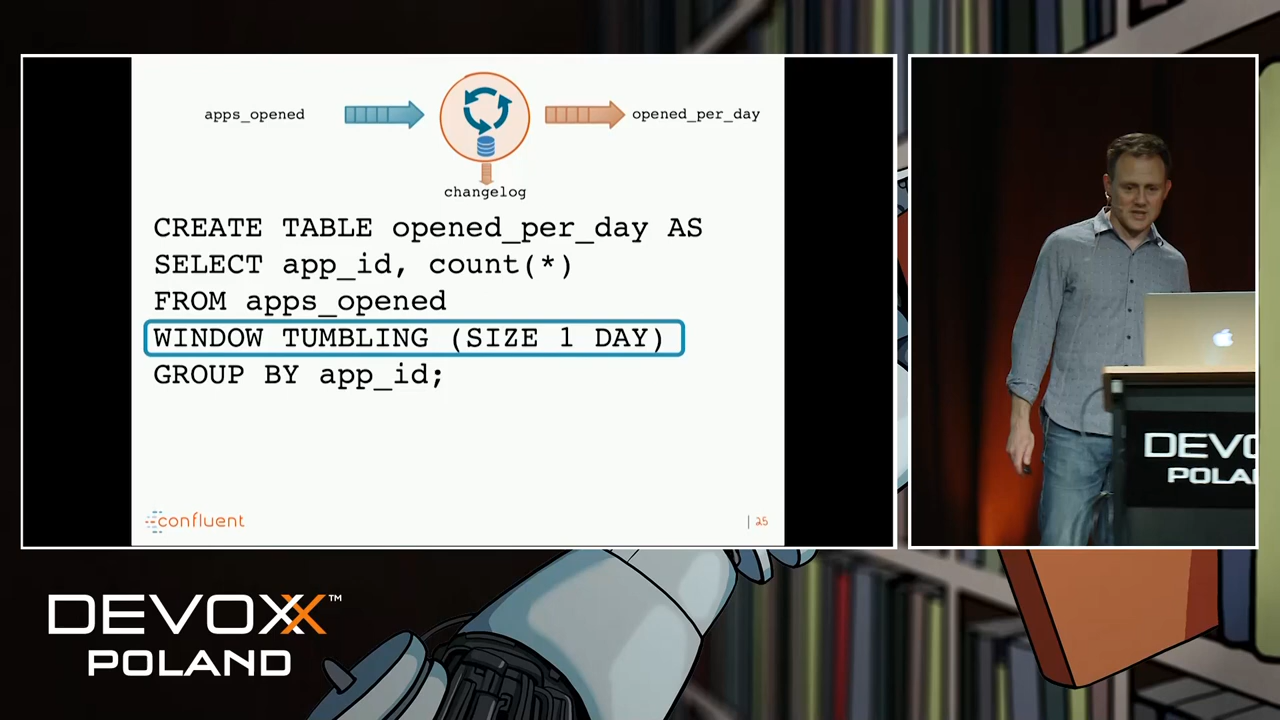 apps_opened
opened_per_day
changelog
CREATE TABLE opened_per_day AS
SELECT app_id, count(*)
FROM apps_opened
WINDOW TUMBLING (SIZE 1 DAY)
GROUP BY app_id;
confluent
| 25
DEVO
POLA
DEVOXX™
POLAND